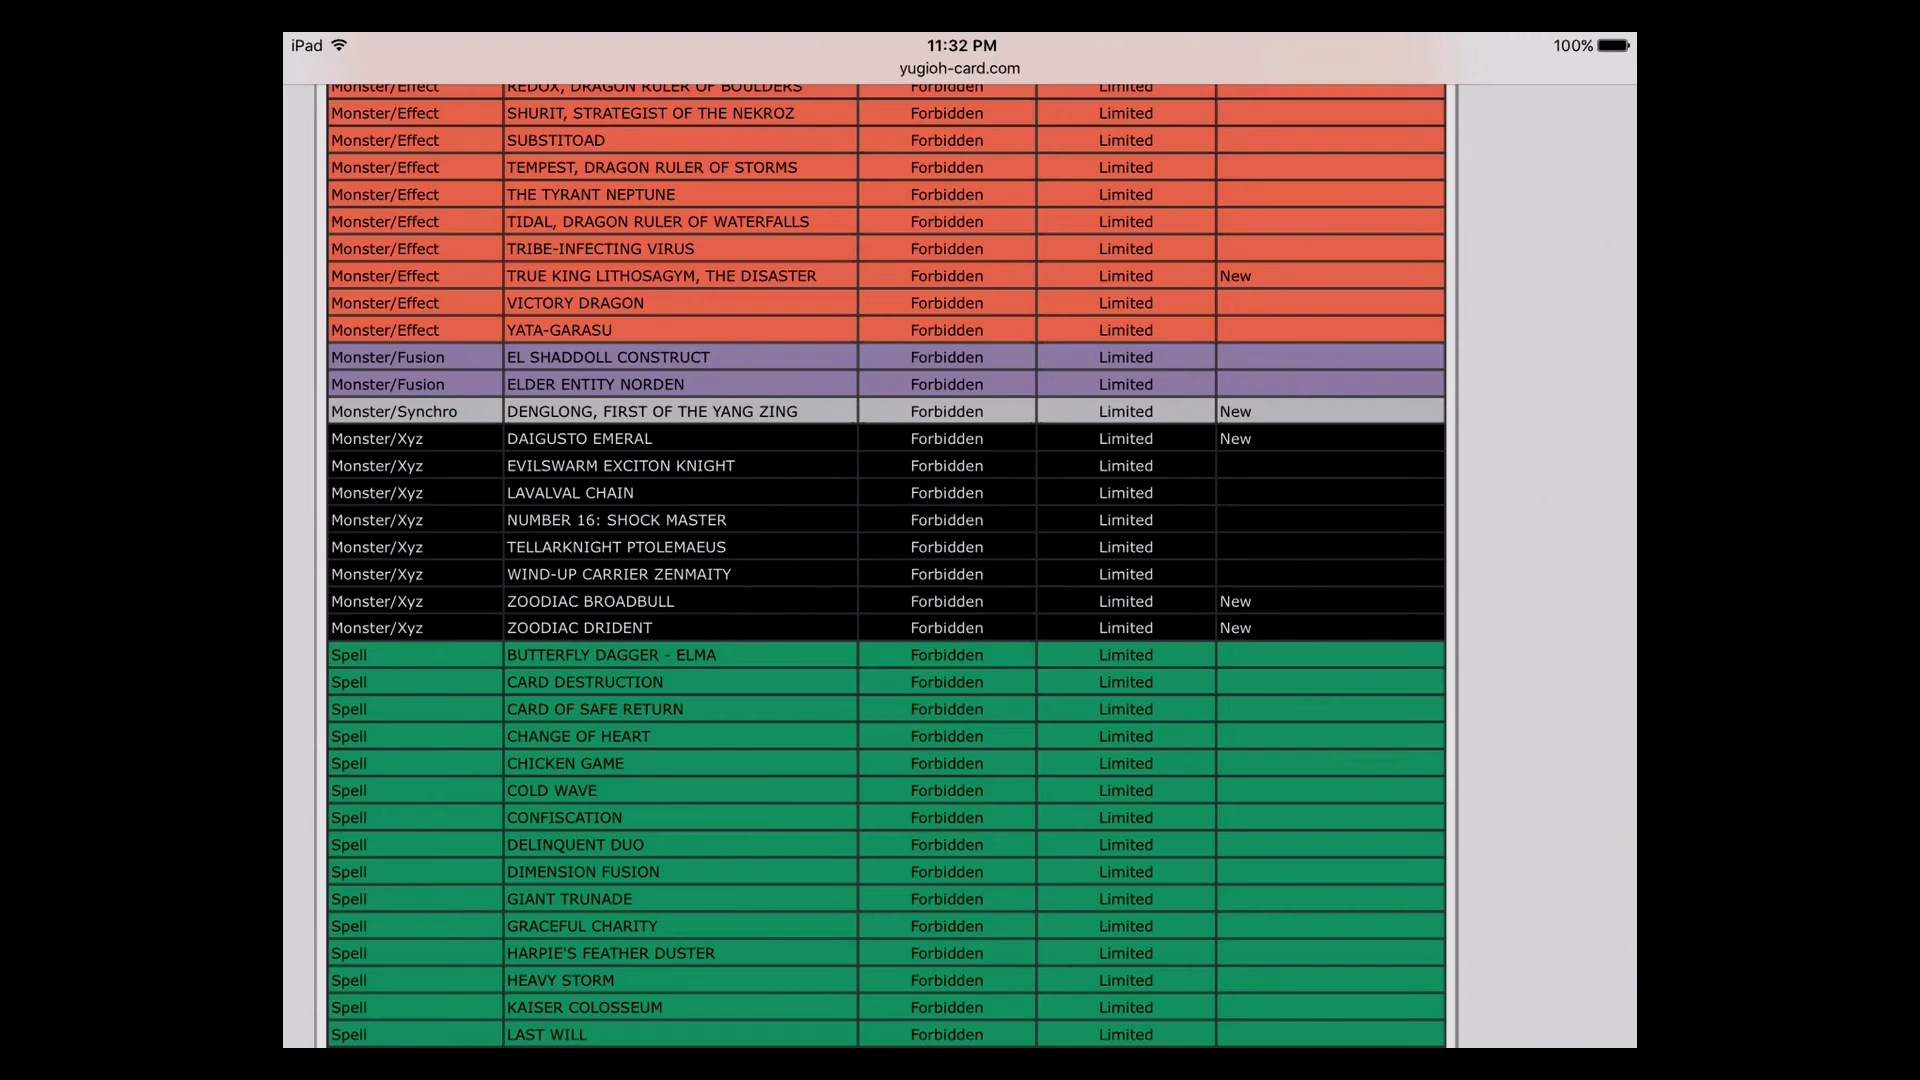 iPad 11:32 PM 100%
yugioh-card.com
Monster/Effect REDOX, DRAGON RULER OF BOULDERS Forbidden Limited
Monster/Effect SHURIT, STRATEGIST OF THE NEKROZ Forbidden Limited
Monster/Effect SUBSTITOAD Forbidden Limited
Monster/Effect TEMPEST, DRAGON RULER OF STORMS Forbidden Limited
Monster/Effect THE TYRANT NEPTUNE Forbidden Limited
Monster/Effect TIDAL, DRAGON RULER OF WATERFALLS Forbidden Limited
Monster/Effect TRIBE-INFECTING VIRUS Forbidden Limited
Monster/Effect TRUE KING LITHOSAGYM, THE DISASTER Forbidden Limited New
Monster/Effect VICTORY DRAGON Forbidden Limited
Monster/Effect YATA-GARASU Forbidden Limited
Monster/Fusion EL SHADDOLL CONSTRUCT Forbidden Limited
Monster/Fusion ELDER ENTITY NORDEN Forbidden Limited
Monster/Synchro DENGLONG, FIRST OF THE YANG ZING Forbidden Limited New
Monster/Xyz DAIGUSTO EMERAL Forbidden Limited New
Monster/Xyz EVILSWARM EXCITON KNIGHT Forbidden Limited
Monster/Xyz LAVALVAL CHAIN Forbidden Limited
Monster/Xyz NUMBER 16: SHOCK MASTER Forbidden Limited
Monster/Xyz TELLARKNIGHT PTOLEMAEUS Forbidden Limited
Monster/Xyz WIND-UP CARRIER ZENMAITY Forbidden Limited
Monster/Xyz ZOODIAC BROADBULL Forbidden Limited New
Monster/Xyz ZOODIAC DRIDENT Forbidden Limited New
Spell BUTTERFLY DAGGER - ELMA Forbidden Limited
Spell CARD DESTRUCTION Forbidden Limited
Spell CARD OF SAFE RETURN Forbidden Limited
Spell CHANGE OF HEART Forbidden Limited
Spell CHICKEN GAME Forbidden Limited
Spell COLD WAVE Forbidden Limited
Spell CONFISCATION Forbidden Limited
Spell DELINQUENT DUO Forbidden Limited
Spell DIMENSION FUSION Forbidden Limited
Spell GIANT TRUNADE Forbidden Limited
Spell GRACEFUL CHARITY Forbidden Limited
Spell HARPIE'S FEATHER DUSTER Forbidden Limited
Spell HEAVY STORM Forbidden Limited
Spell KAISER COLOSSEUM Forbidden Limited
Spell LAST WILL Forbidden Limited